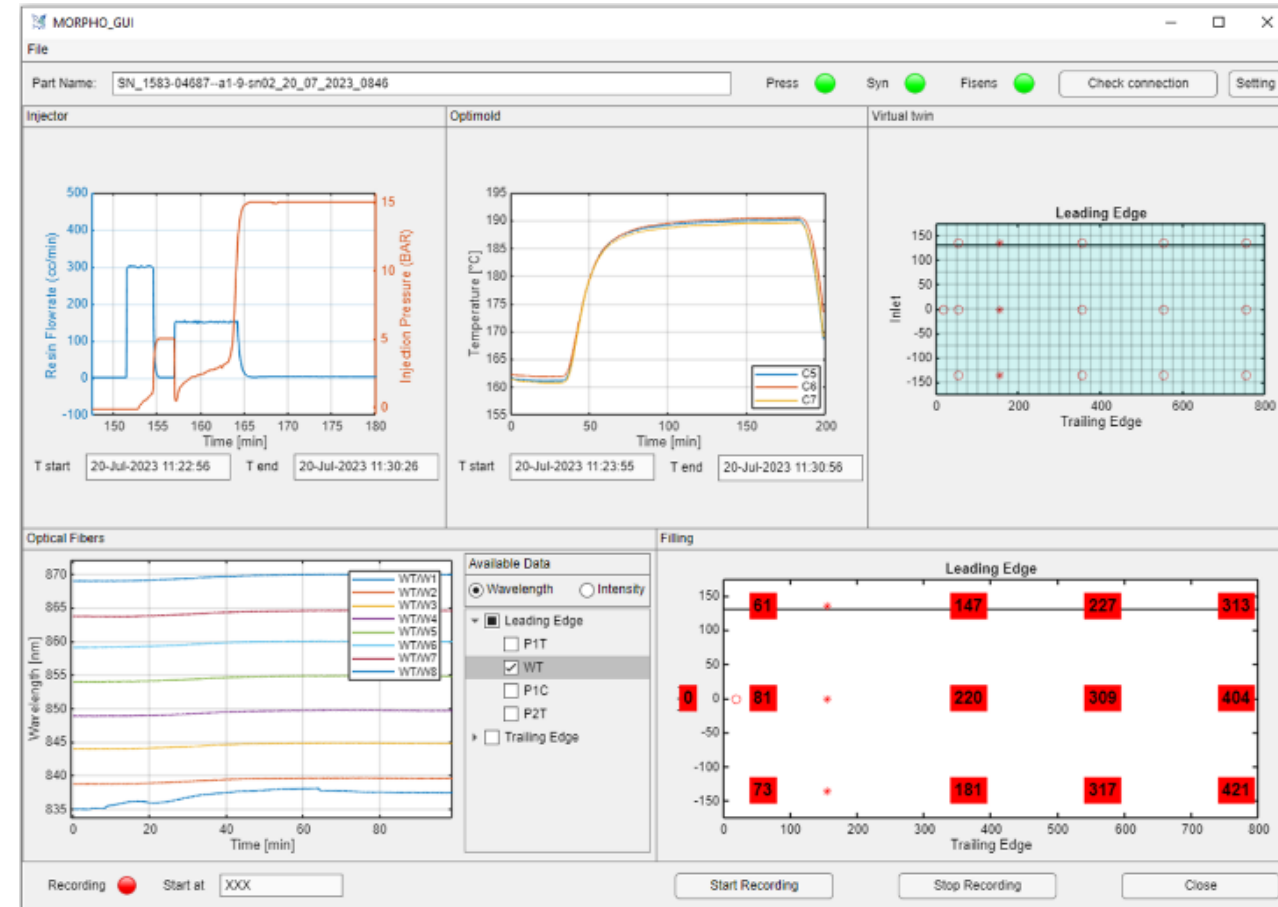 MORPHO_GUI
File
Part Name: SN_1583-04687--a1-9-sn02_20_07_2023_0846 Press Syn Fisens Check connection Setting
Injector Optimold Virtual twin
500 400 300 200 100 0 -100
Resin Flowrate (cc/min)
15 10 5 0
Injection Pressure (BAR)
150 155 160 165 170 175 180
Time [min]
T start 20-Jul-2023 11:22:56 T end 20-Jul-2023 11:30:26
195 190 185 180 175 170 165 160 155
Temperature [°C]
C5
C6
C7
0 50 100 150 200
Time [min]
T start 20-Jul-2023 11:23:55 T end 20-Jul-2023 11:30:56
Leading Edge
150 100 50 0 -50 -100 -150
Inlet
0 200 400 600 800
Trailing Edge
Optical Fibers
870 865 860 855 850 845 840 835
Wavelength [nm]
WT/W1
WT/W2
WT/W3
WT/W4
WT/W5
WT/W6
WT/W7
WT/W8
0 20 40 60 80
Time [min]
Available Data
Wavelength Intensity
Leading Edge
P1T
WT
P1C
P2T
Trailing Edge
Filling
Leading Edge
150 100 50 0 -50 -100 -150
61 147 227 313
0 81 220 309 404
73 181 317 421
0 100 200 300 400 500 600 700 800
Trailing Edge
Recording Start at XXX Start Recording Stop Recording Close